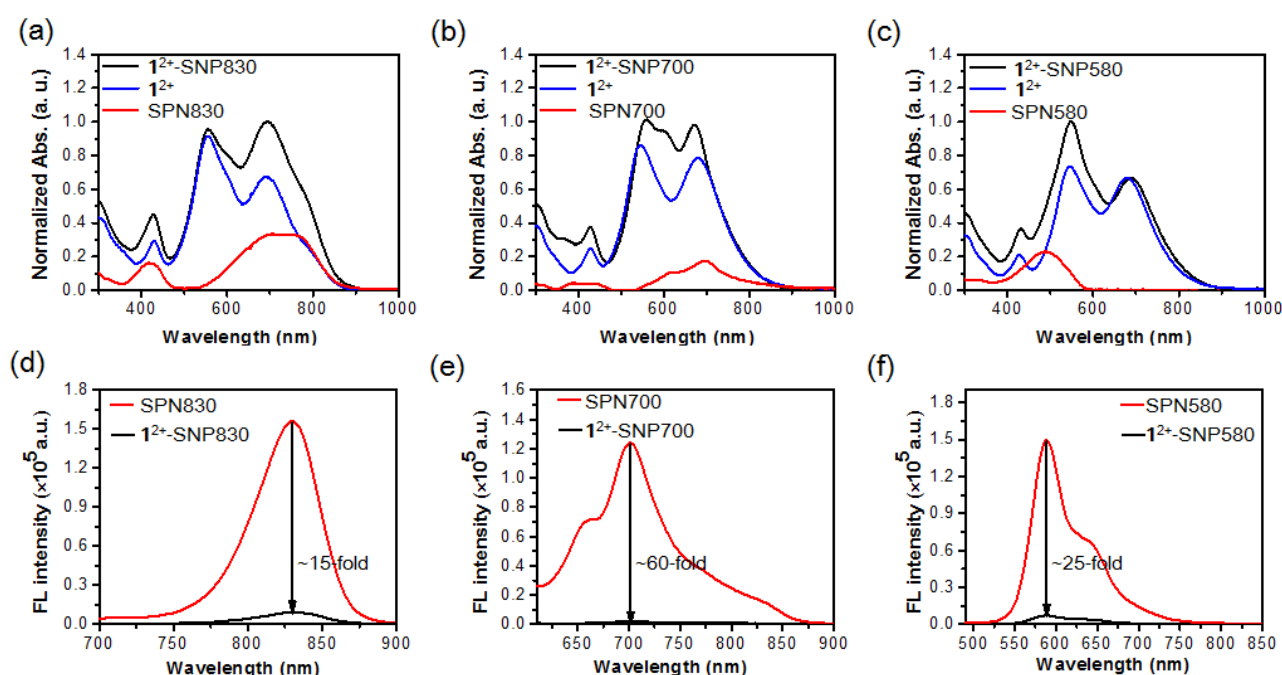 (a)
1.4
1.2
1.0
0.8
0.6
0.4
0.2
0.0
Normalized Abs. (a. u.)
1²⁺-SNP830
1²⁺
SPN830
400 600 800 1000
Wavelength (nm)
(b)
1.4
1.2
1.0
0.8
0.6
0.4
0.2
0.0
Normalized Abs. (a. u.)
1²⁺-SNP700
1²⁺
SPN700
300 400 500 600 700 800 900 1000
Wavelength (nm)
(c)
1.4
1.2
1.0
0.8
0.6
0.4
0.2
0.0
Normalized Abs. (a. u.)
1²⁺-SNP580
1²⁺
SPN580
400 600 800 1000
Wavelength (nm)
(d)
1.8
1.5
1.2
0.9
0.6
0.3
0.0
FL intensity (×10⁵ a.u.)
SPN830
1²⁺-SNP830
~15-fold
700 750 800 850 900
Wavelength (nm)
(e)
1.6
1.4
1.2
1.0
0.8
0.6
0.4
0.2
0.0
FL intensity (×10⁵ a.u.)
SPN700
1²⁺-SNP700
~60-fold
650 700 750 800 850 900
Wavelength (nm)
(f)
1.8
1.5
1.2
0.9
0.6
0.3
0.0
FL intensity (×10⁵ a.u.)
SPN580
1²⁺-SNP580
~25-fold
500 550 600 650 700 750 800 850
Wavelength (nm)